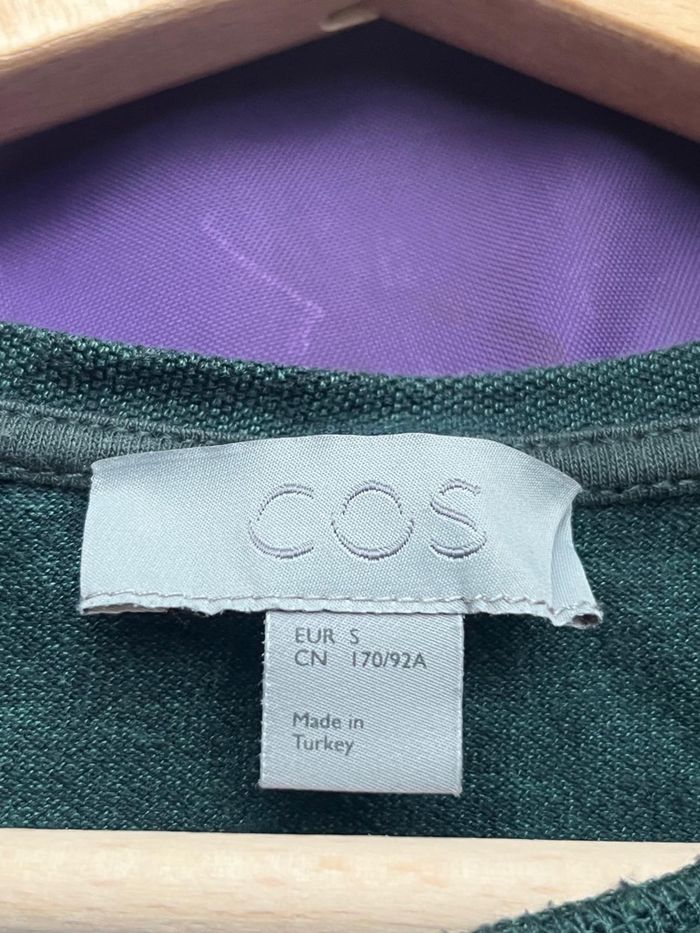 COS
EUR S
CN 170/92A
Made in
Turkey